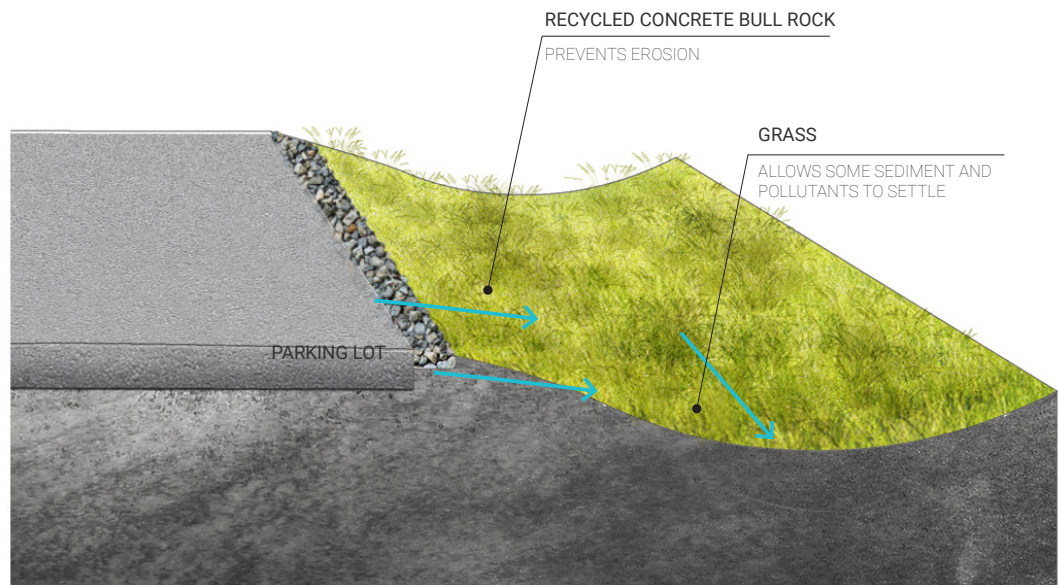 RECYCLED CONCRETE BULL ROCK
PREVENTS EROSION
GRASS
ALLOWS SOME SEDIMENT AND
POLLUTANTS TO SETTLE
PARKING LOT